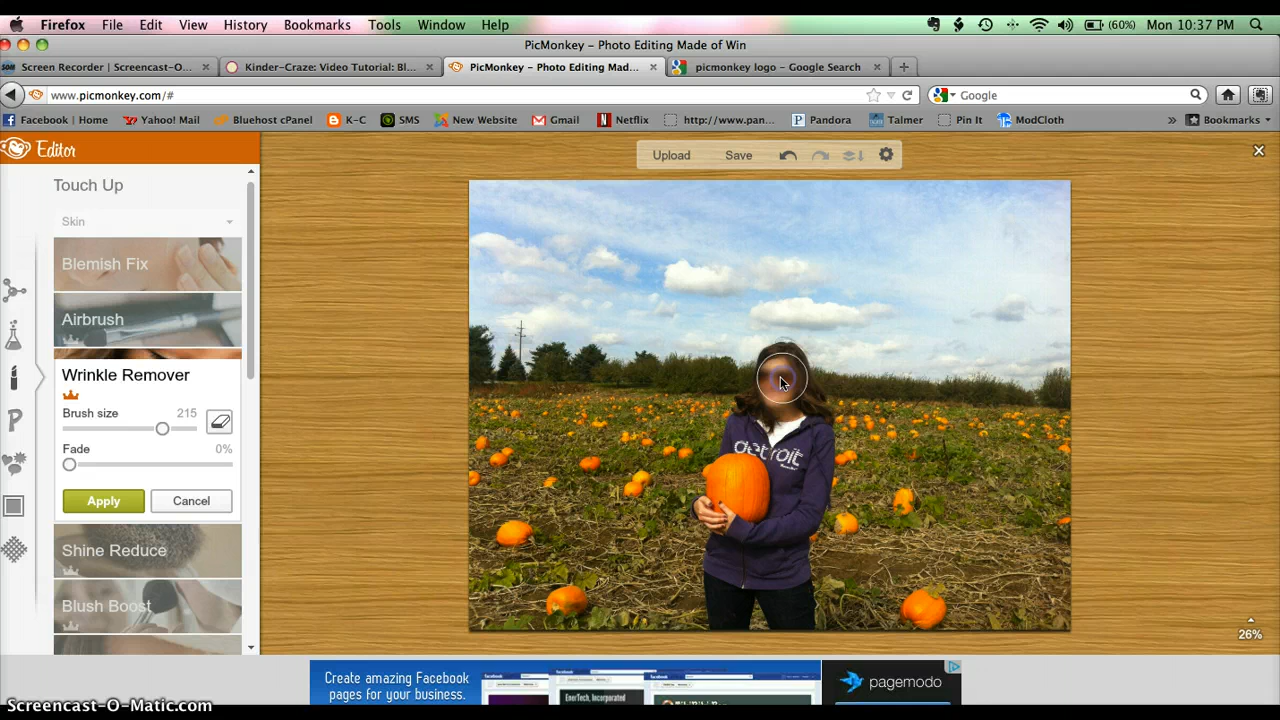 Firefox File Edit View History Bookmarks Tools Window Help (60%) Mon 10:37 PM
PicMonkey – Photo Editing Made of Win
Screen Recorder | Screencast-O... Kinder-Craze: Video Tutorial: Bl... PicMonkey – Photo Editing Mad... picmonkey logo – Google Search
www.picmonkey.com/# Google
Facebook | Home Yahoo! Mail Bluehost cPanel K-C SMS New Website Gmail Netflix http://www.pan... Pandora Talmer Pin It ModCloth » Bookmarks
Editor
Upload Save
Touch Up
Skin
Blemish Fix
Airbrush
Wrinkle Remover
Brush size 215
Fade 0%
Apply Cancel
Shine Reduce
Blush Boost
detroit
26%
Create amazing Facebook
pages for your business.
facebook
EnerTech, Incorporated
pagemodo
Screencast-O-Matic.com